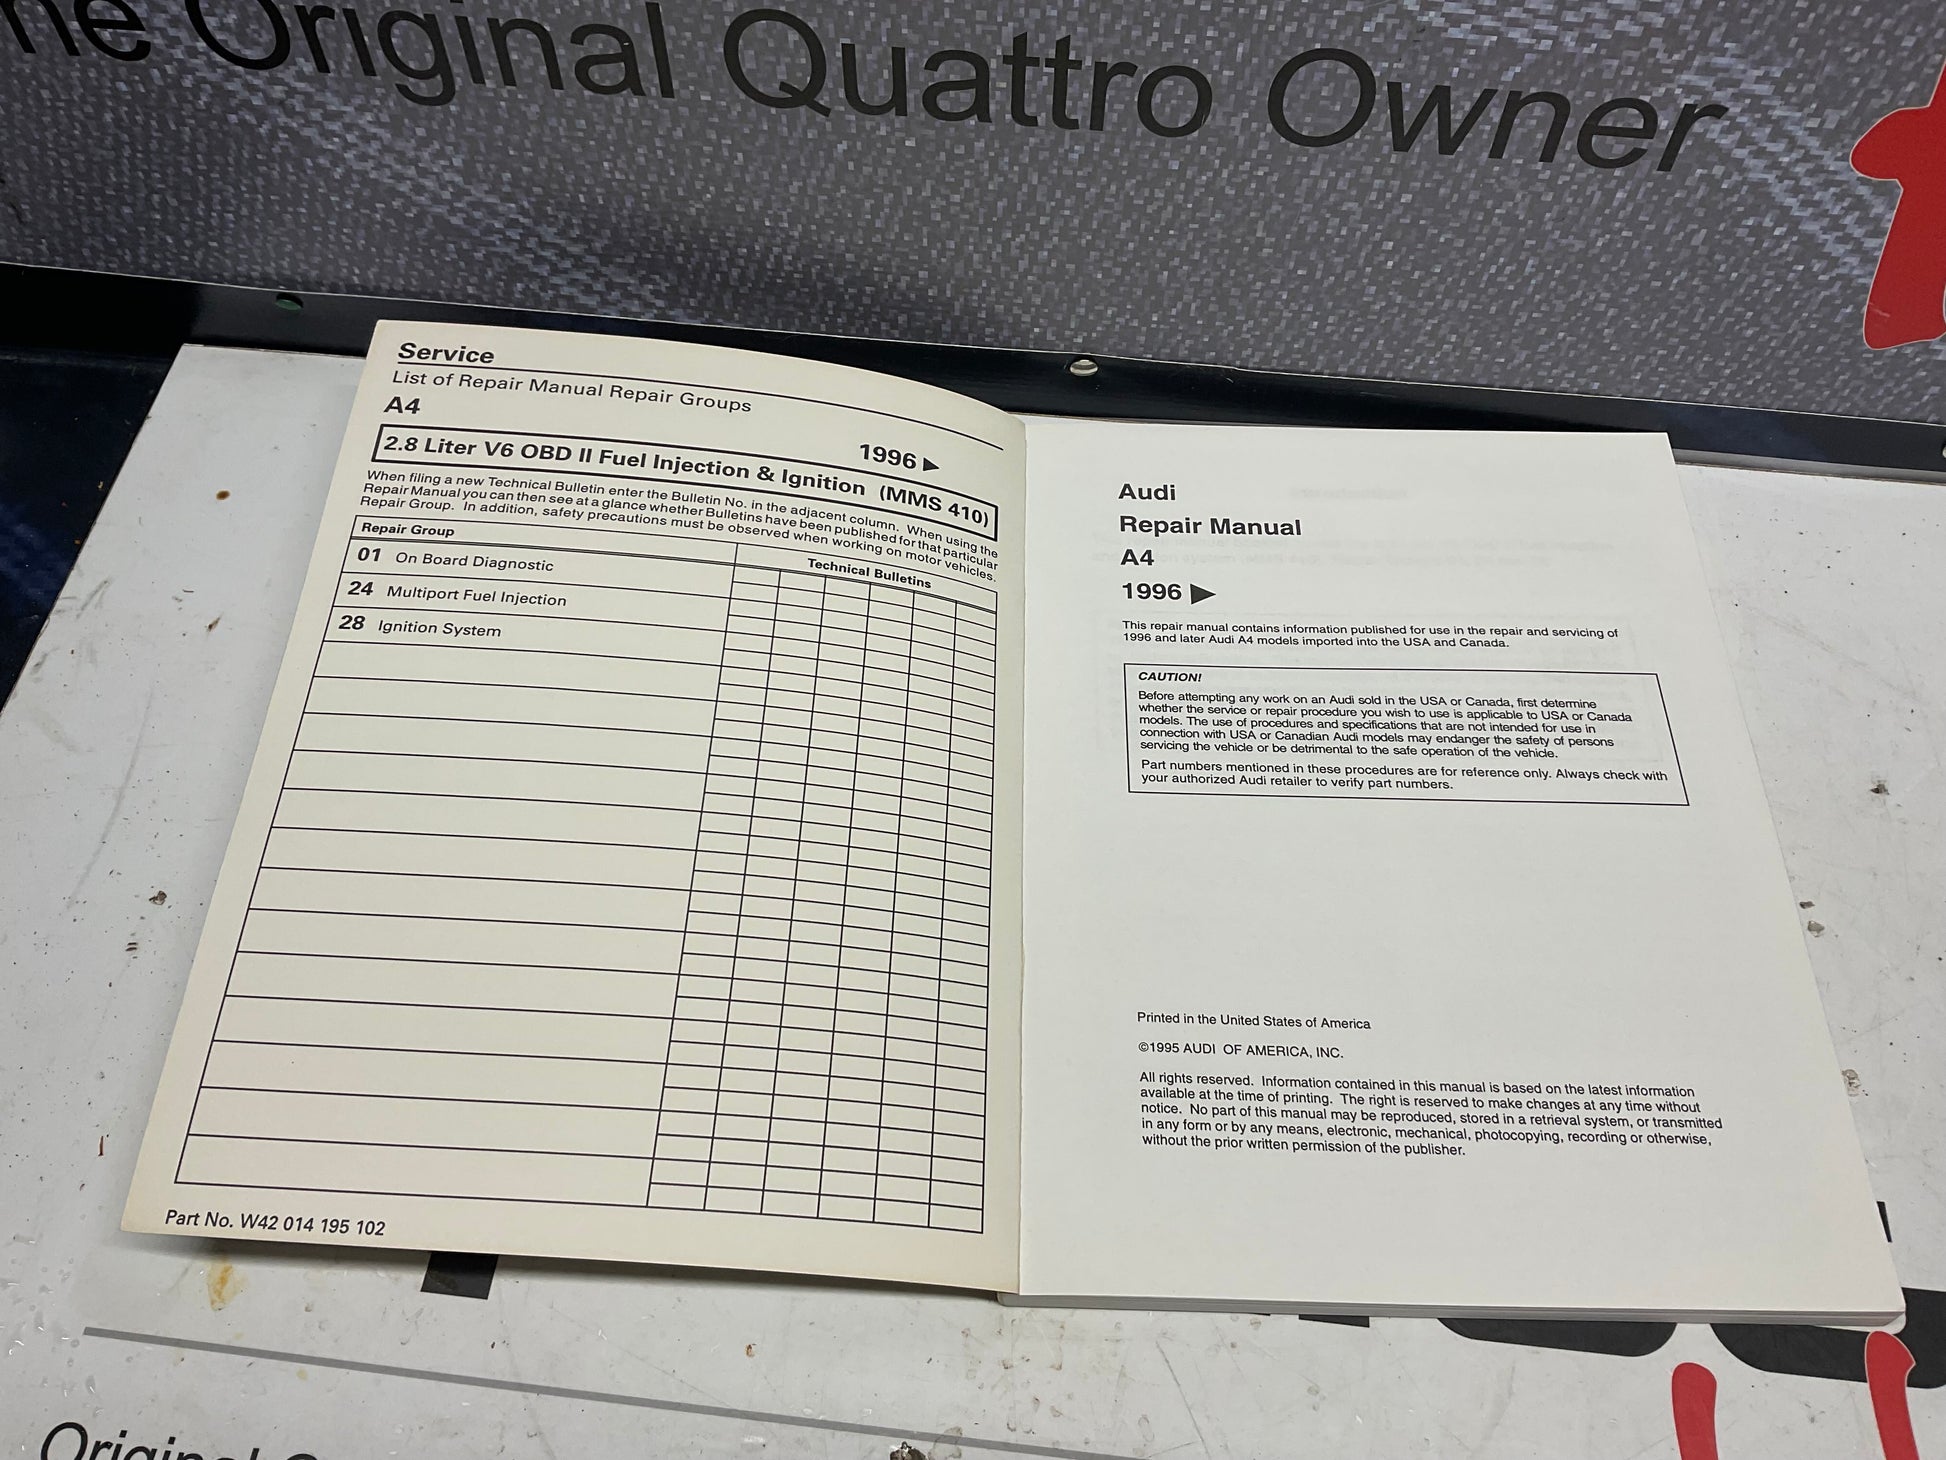 Original Quattro Owner
Service
List of Repair Manual Repair Groups
A4
1996 ▶
2.8 Liter V6 OBD II Fuel Injection & Ignition (MMS 410)
When filing a new Technical Bulletin enter the Bulletin No. in the adjacent column. When using the
Repair Manual you can then see at a glance whether Bulletins have been published for that particular
Repair Group. In addition, safety precautions must be observed when working on motor vehicles.
Repair Group
Technical Bulletins
01 On Board Diagnostic
24 Multiport Fuel Injection
28 Ignition System
Part No. W42 014 195 102
Audi
Repair Manual
A4
1996 ▶
This repair manual contains information published for use in the repair and servicing of
1996 and later Audi A4 models imported into the USA and Canada.
CAUTION!
Before attempting any work on an Audi sold in the USA or Canada, first determine
whether the service or repair procedure you wish to use is applicable to USA or Canada
models. The use of procedures and specifications that are not intended for use in
connection with USA or Canadian Audi models may endanger the safety of persons
servicing the vehicle or be detrimental to the safe operation of the vehicle.
Part numbers mentioned in these procedures are for reference only. Always check with
your authorized Audi retailer to verify part numbers.
Printed in the United States of America
©1995 AUDI OF AMERICA, INC.
All rights reserved. Information contained in this manual is based on the latest information
available at the time of printing. The right is reserved to make changes at any time without
notice. No part of this manual may be reproduced, stored in a retrieval system, or transmitted
in any form or by any means, electronic, mechanical, photocopying, recording or otherwise,
without the prior written permission of the publisher.
Original